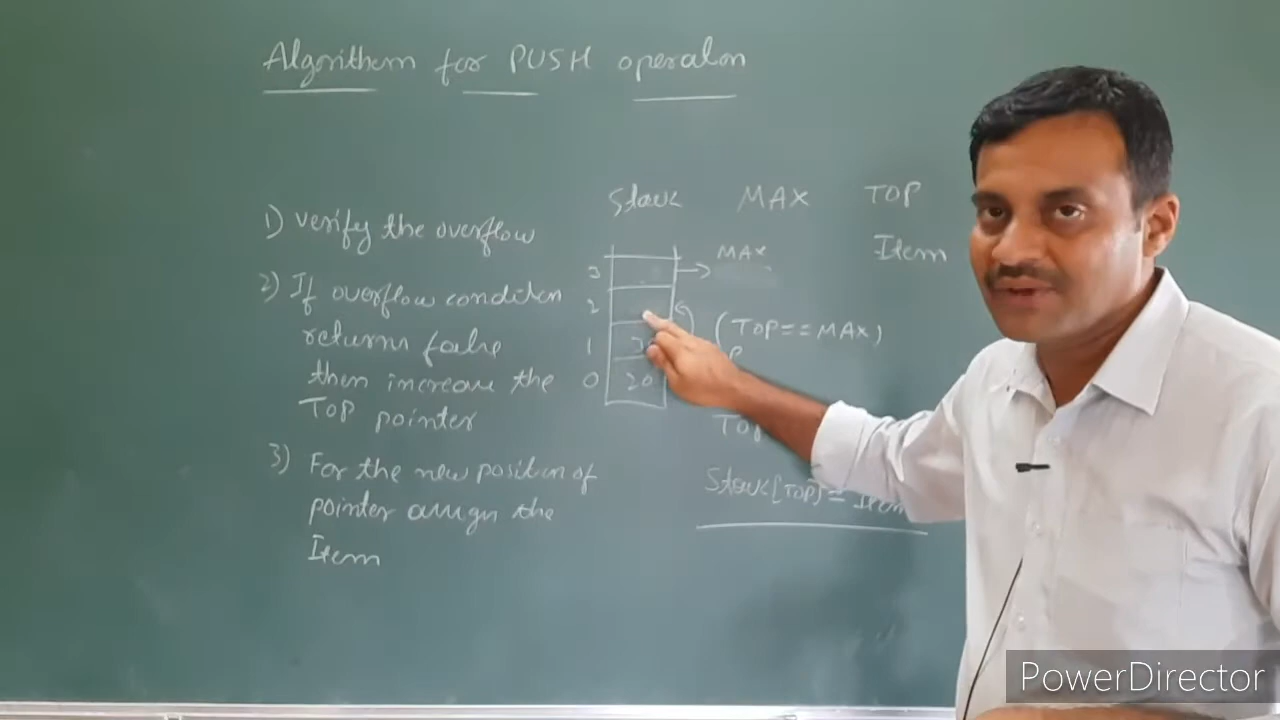 Algorithm for PUSH operation
Stack MAX TOP
Item
1) verify the overflow
MAX
3
2) If overflow condition
2
returns false
(TOP==MAX)
1
then increase the
0 20
TOP pointer
TOP
3) For the new position of
Stack[TOP]= Item
pointer assign the
Item
PowerDirector